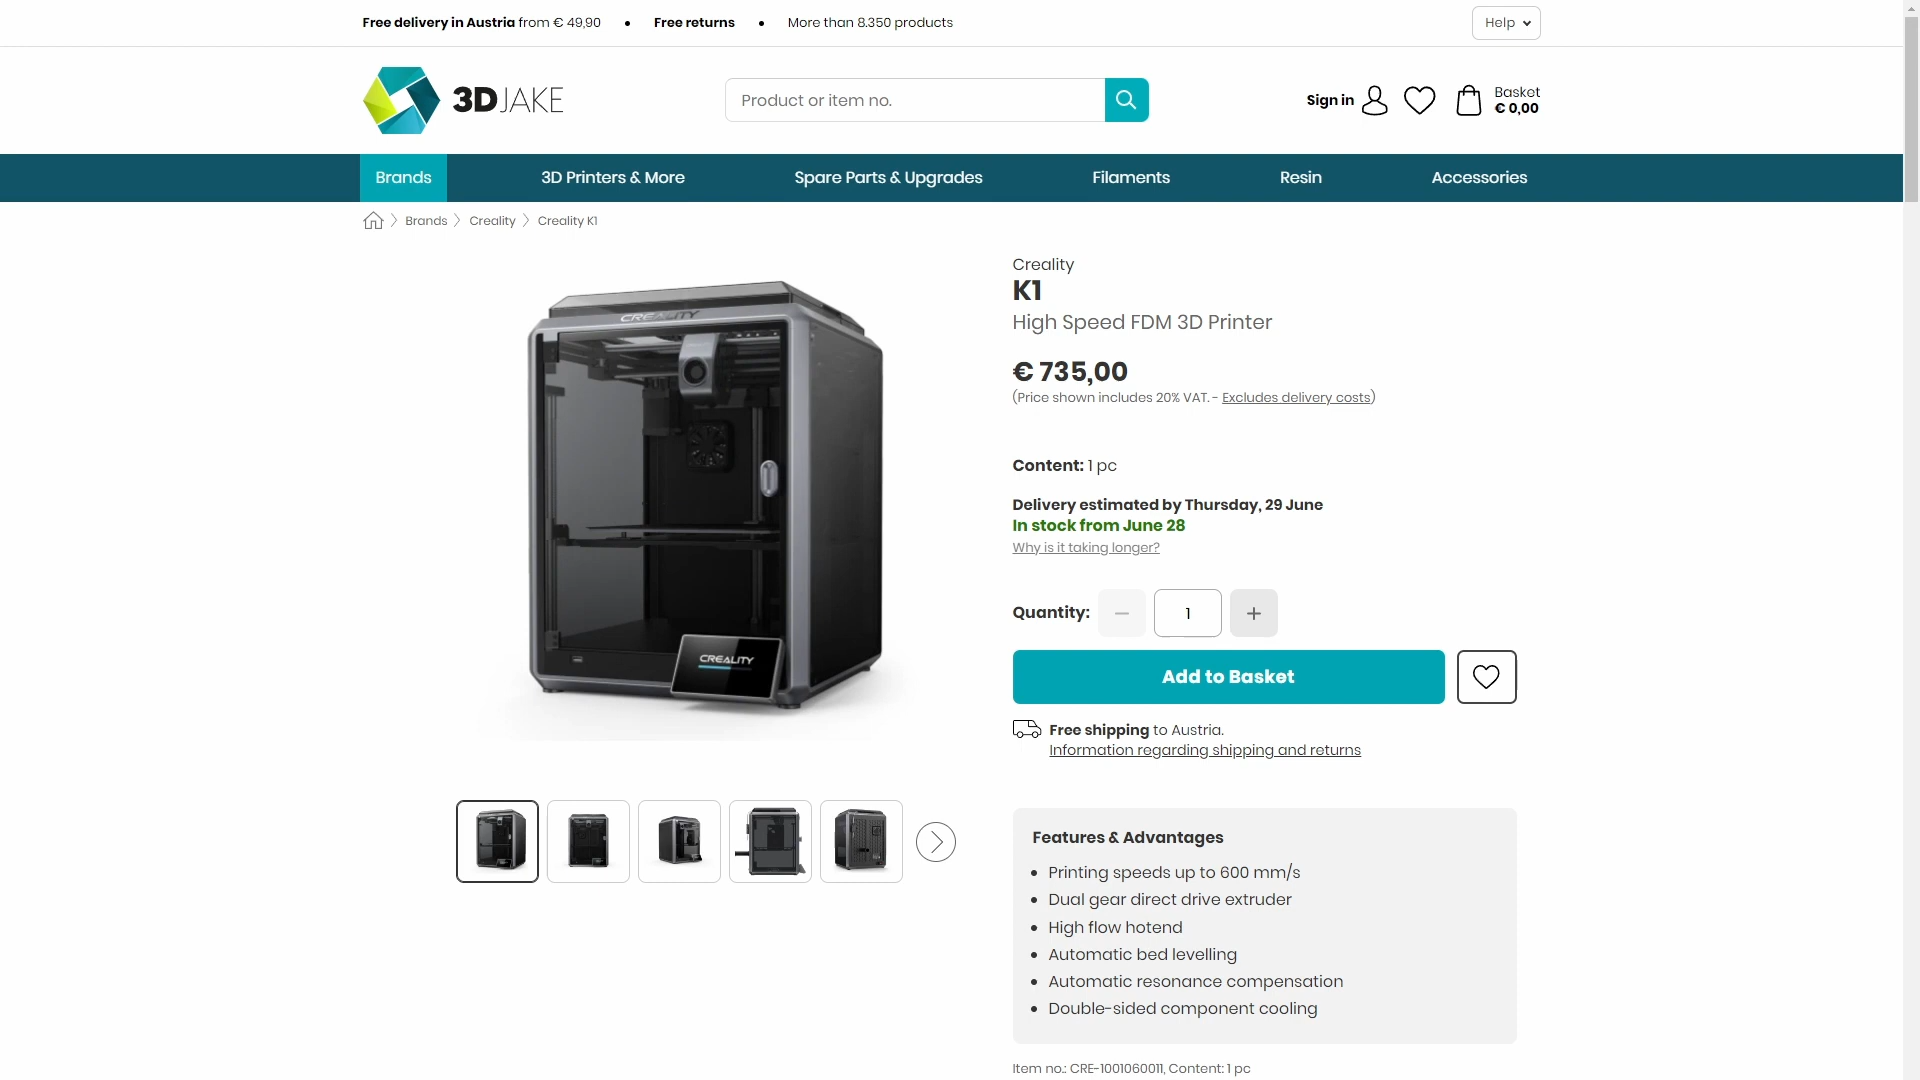 Free delivery in Austria from € 49,90 • Free returns • More than 8.350 products
Help
3DJAKE
Product or item no.
Sign in
Basket
€ 0,00
Brands
3D Printers & More
Spare Parts & Upgrades
Filaments
Resin
Accessories
Brands
Creality
Creality K1
Creality
K1
High Speed FDM 3D Printer
€ 735,00
(Price shown includes 20% VAT. - Excludes delivery costs)
Content: 1 pc
Delivery estimated by Thursday, 29 June
In stock from June 28
Why is it taking longer?
Quantity:
1
Add to Basket
Free shipping to Austria.
Information regarding shipping and returns
CREALITY
CREALITY
Features & Advantages
• Printing speeds up to 600 mm/s
• Dual gear direct drive extruder
• High flow hotend
• Automatic bed levelling
• Automatic resonance compensation
• Double-sided component cooling
Item no.: CRE-1001060011, Content: 1 pc